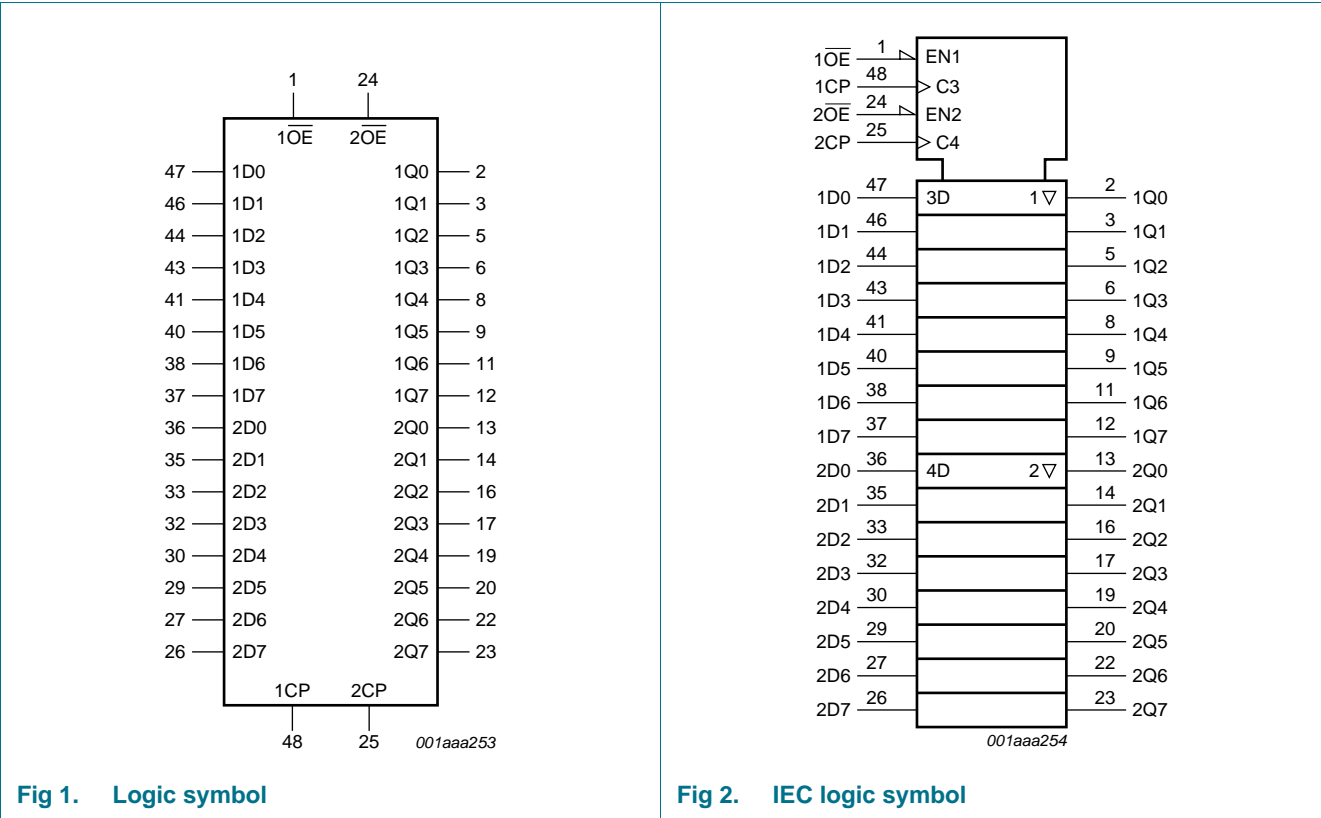 1 24
1O̅E̅ 2O̅E̅
47 1D0 1Q0 2
46 1D1 1Q1 3
44 1D2 1Q2 5
43 1D3 1Q3 6
41 1D4 1Q4 8
40 1D5 1Q5 9
38 1D6 1Q6 11
37 1D7 1Q7 12
36 2D0 2Q0 13
35 2D1 2Q1 14
33 2D2 2Q2 16
32 2D3 2Q3 17
30 2D4 2Q4 19
29 2D5 2Q5 20
27 2D6 2Q6 22
26 2D7 2Q7 23
1CP 2CP
48 25 001aaa253
Fig 1. Logic symbol
1O̅E̅ 1 EN1
1CP 48 C3
2O̅E̅ 24 EN2
2CP 25 C4
1D0 47 3D 1 ▽ 2 1Q0
1D1 46 3 1Q1
1D2 44 5 1Q2
1D3 43 6 1Q3
1D4 41 8 1Q4
1D5 40 9 1Q5
1D6 38 11 1Q6
1D7 37 12 1Q7
2D0 36 4D 2 ▽ 13 2Q0
2D1 35 14 2Q1
2D2 33 16 2Q2
2D3 32 17 2Q3
2D4 30 19 2Q4
2D5 29 20 2Q5
2D6 27 22 2Q6
2D7 26 23 2Q7
001aaa254
Fig 2. IEC logic symbol